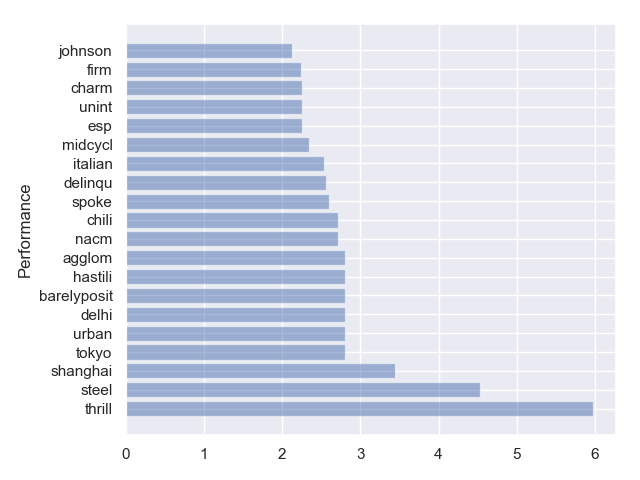 johnson
firm
charm
unint
esp
midcycl
italian
delinqu
spoke
chili
nacm
agglom
hastili
barelyposit
delhi
urban
tokyo
shanghai
steel
thrill
Performance
0 1 2 3 4 5 6